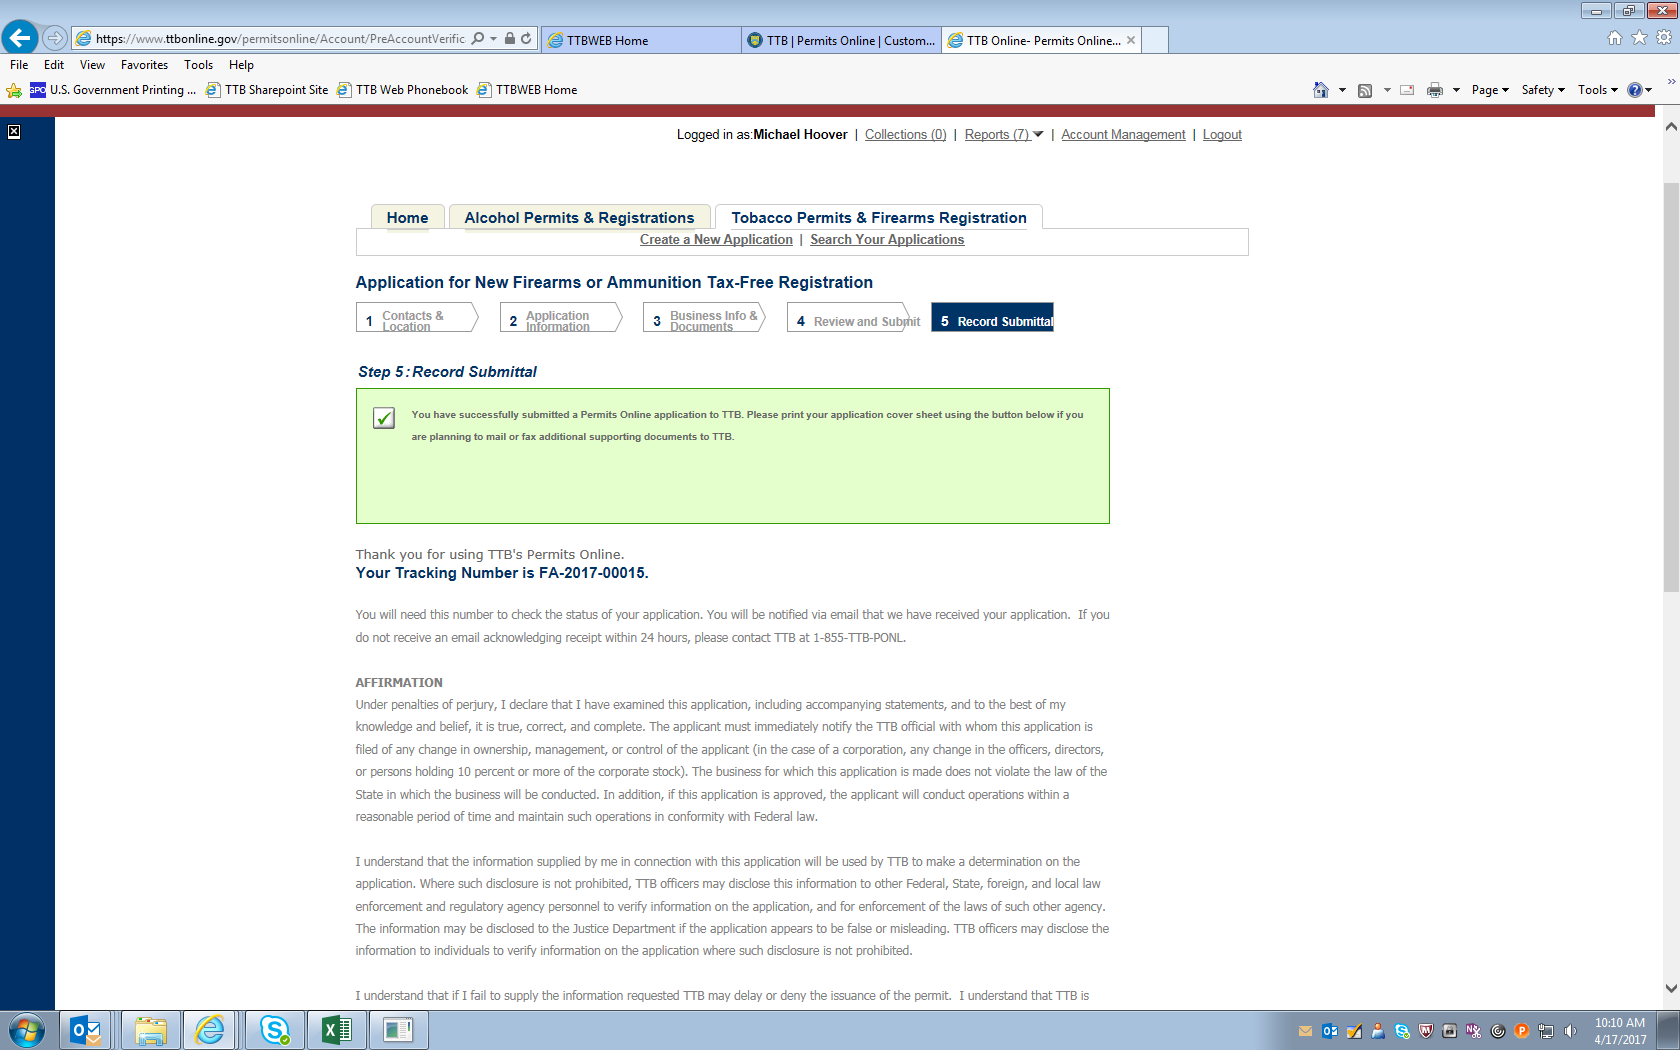 https://www.ttbonline.gov/permitsonline/Account/PreAccountVerific
TTBWEB Home
TTB | Permits Online | Custom...
TTB Online- Permits Online...
File Edit View Favorites Tools Help
GPO U.S. Government Printing ... TTB Sharepoint Site TTB Web Phonebook TTBWEB Home
Page Safety Tools
Logged in as:Michael Hoover | Collections (0) | Reports (7) | Account Management | Logout
Home Alcohol Permits & Registrations Tobacco Permits & Firearms Registration
Create a New Application | Search Your Applications
Application for New Firearms or Ammunition Tax-Free Registration
1 Contacts & Location
2 Application Information
3 Business Info & Documents
4 Review and Submit
5 Record Submittal
Step 5: Record Submittal
You have successfully submitted a Permits Online application to TTB. Please print your application cover sheet using the button below if you
are planning to mail or fax additional supporting documents to TTB.
Thank you for using TTB's Permits Online.
Your Tracking Number is FA-2017-00015.
You will need this number to check the status of your application. You will be notified via email that we have received your application. If you
do not receive an email acknowledging receipt within 24 hours, please contact TTB at 1-855-TTB-PONL.
AFFIRMATION
Under penalties of perjury, I declare that I have examined this application, including accompanying statements, and to the best of my
knowledge and belief, it is true, correct, and complete. The applicant must immediately notify the TTB official with whom this application is
filed of any change in ownership, management, or control of the applicant (in the case of a corporation, any change in the officers, directors,
or persons holding 10 percent or more of the corporate stock). The business for which this application is made does not violate the law of the
State in which the business will be conducted. In addition, if this application is approved, the applicant will conduct operations within a
reasonable period of time and maintain such operations in conformity with Federal law.
I understand that the information supplied by me in connection with this application will be used by TTB to make a determination on the
application. Where such disclosure is not prohibited, TTB officers may disclose this information to other Federal, State, foreign, and local law
enforcement and regulatory agency personnel to verify information on the application, and for enforcement of the laws of such other agency.
The information may be disclosed to the Justice Department if the application appears to be false or misleading. TTB officers may disclose the
information to individuals to verify information on the application where such disclosure is not prohibited.
I understand that if I fail to supply the information requested TTB may delay or deny the issuance of the permit. I understand that TTB is
10:10 AM
4/17/2017